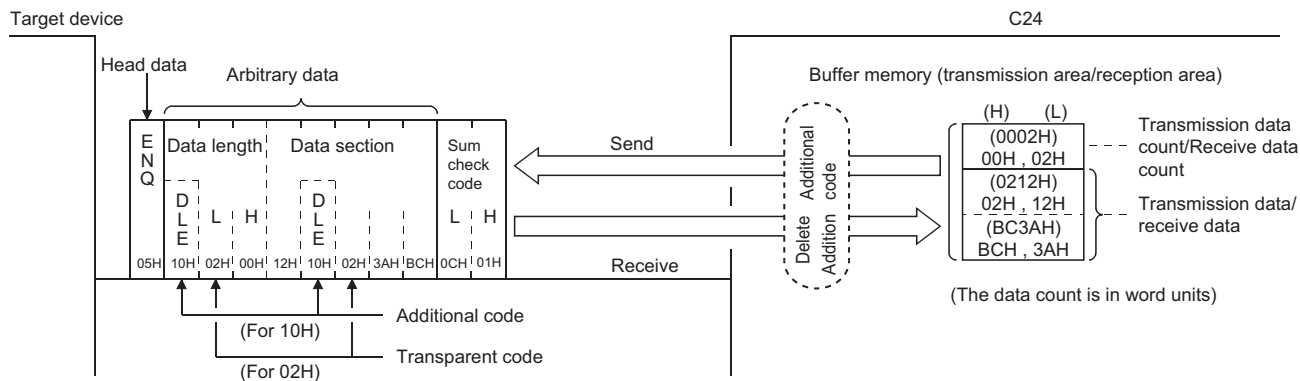 Target device
C24
Head data
Arbitrary data
Buffer memory (transmission area/reception area)
ENQ
Data length
Data section
Sum
check
code
DLE
L
H
DLE
L
H
05H
10H
02H
00H
12H
10H
02H
3AH
BCH
0CH
01H
Send
Receive
Additional
code
Delete
Addition
(H)
(L)
(0002H)
00H , 02H
(0212H)
02H , 12H
(BC3AH)
BCH , 3AH
Transmission data
count/Receive data
count
Transmission data/
receive data
(The data count is in word units)
Additional code
(For 10H)
Transparent code
(For 02H)